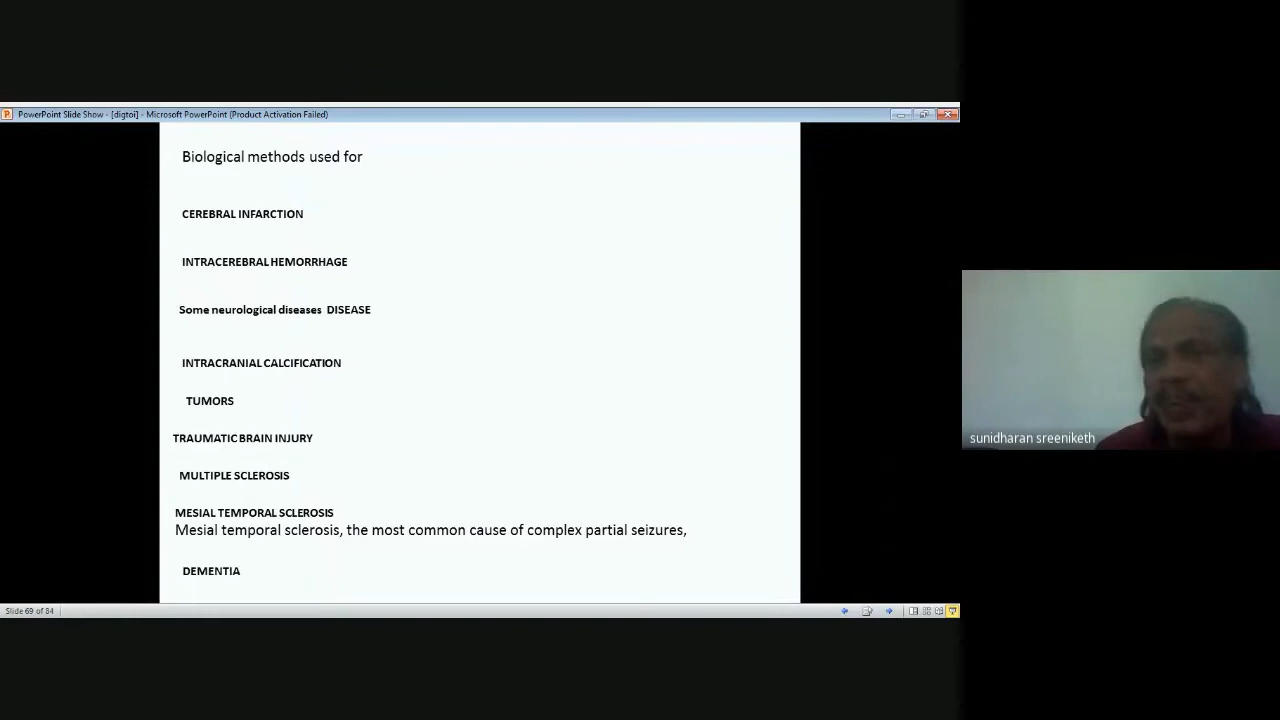 PowerPoint Slide Show - [digtoi] - Microsoft PowerPoint (Product Activation Failed)
Biological methods used for
CEREBRAL INFARCTION
INTRACEREBRAL HEMORRHAGE
Some neurological diseases DISEASE
INTRACRANIAL CALCIFICATION
TUMORS
TRAUMATIC BRAIN INJURY
MULTIPLE SCLEROSIS
MESIAL TEMPORAL SCLEROSIS
Mesial temporal sclerosis, the most common cause of complex partial seizures,
DEMENTIA
Slide 69 of 84
sunidharan sreeniketh